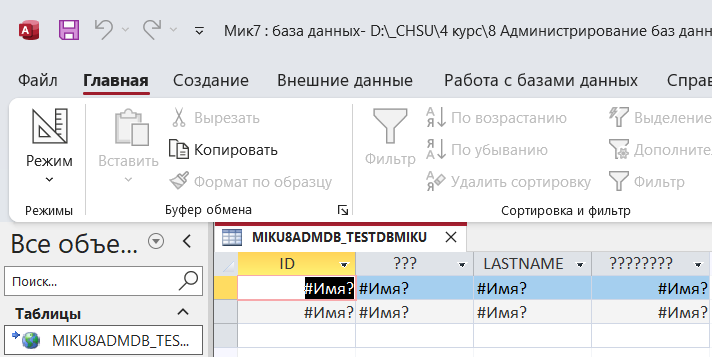 Мик7 : база данных- D:\_CHSU\4 курс\8 Администрирование баз данн
Файл Главная Создание Внешние данные Работа с базами данных Спра
Режим
Вставить
Вырезать
Копировать
Формат по образцу
Фильтр
По возрастанию
По убыванию
Удалить сортировку
Выделение
Дополнител
Фильтр
Режимы Буфер обмена Сортировка и фильтр
Все объе...
Поиск...
Таблицы
MIKU8ADMDB_TES...
MIKU8ADMDB_TESTDBMIKU
ID ??? LASTNAME ????????
#Имя? #Имя? #Имя? #Имя?
#Имя? #Имя? #Имя? #Имя?